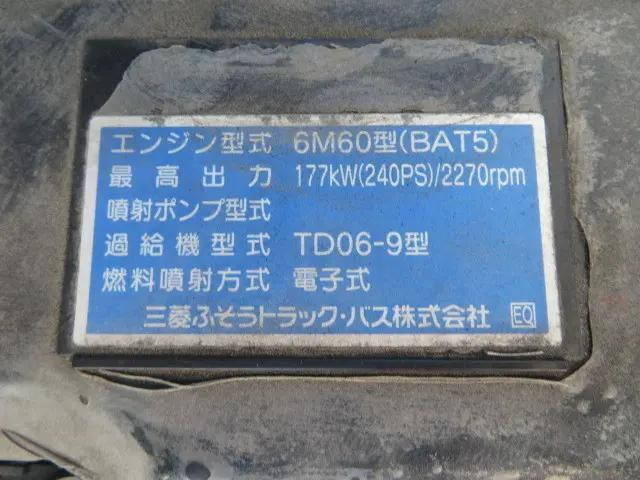 エンジン型式 6M60型(BAT5)
最高出力 177kW(240PS)/2270rpm
噴射ポンプ型式
過給機型式 TD06-9型
燃料噴射方式 電子式
三菱ふそうトラック・バス株式会社 EQ